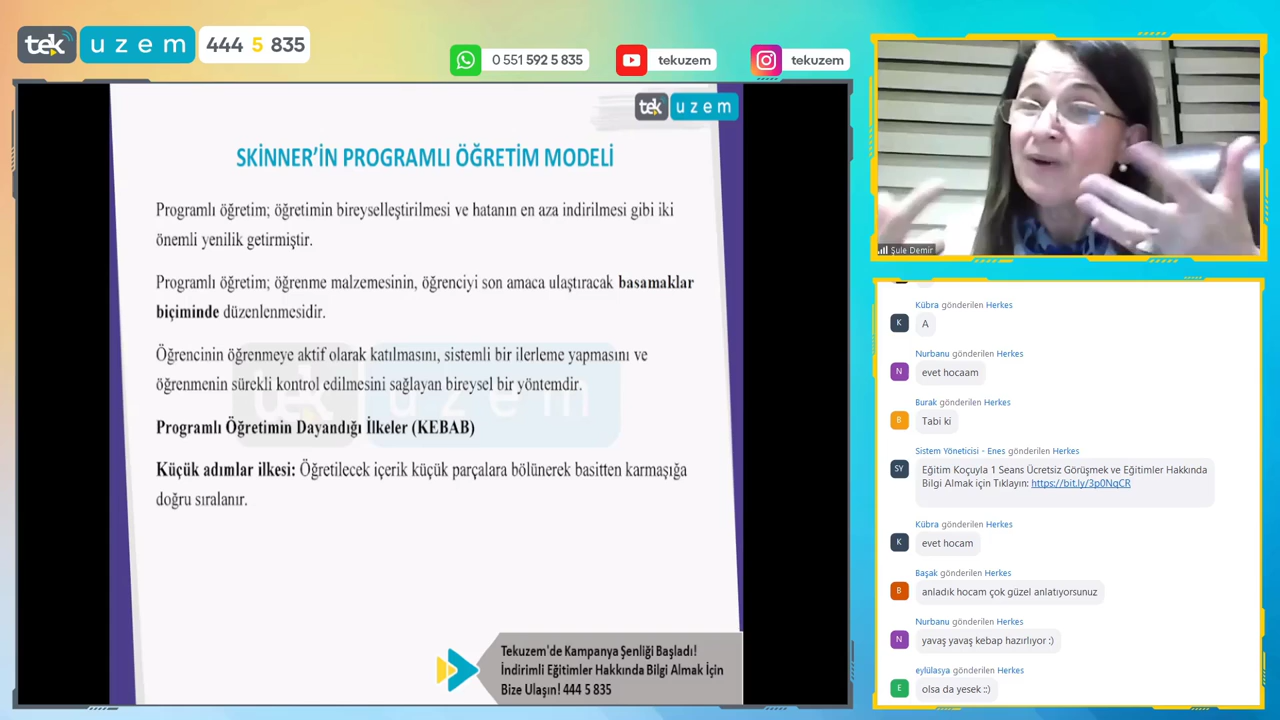 tek uzem 444 5 835
0 551 592 5 835
tekuzem
tekuzem
tek uzem
SKİNNER'İN PROGRAMLI ÖĞRETİM MODELİ
Programlı öğretim; öğretimin bireyselleştirilmesi ve hatanın en aza indirilmesi gibi iki
önemli yenilik getirmiştir.
Programlı öğretim; öğrenme malzemesinin, öğrenciyi son amaca ulaştıracak basamaklar
biçiminde düzenlenmesidir.
Öğrencinin öğrenmeye aktif olarak katılmasını, sistemli bir ilerleme yapmasını ve
öğrenmenin sürekli kontrol edilmesini sağlayan bireysel bir yöntemdir.
tek uzem
Programlı Öğretimin Dayandığı İlkeler (KEBAB)
Küçük adımlar ilkesi: Öğretilecek içerik küçük parçalara bölünerek basitten karmaşığa
doğru sıralanır.
Tekuzem'de Kampanya Şenliği Başladı!
İndirimli Eğitimler Hakkında Bilgi Almak İçin
Bize Ulaşın! 444 5 835
Şule Demir
Kübra gönderilen Herkes
K
A
Nurbanu gönderilen Herkes
N
evet hocaam
Burak gönderilen Herkes
B
Tabi ki
Sistem Yöneticisi - Enes gönderilen Herkes
SY
Eğitim Koçuyla 1 Seans Ücretsiz Görüşmek ve Eğitimler Hakkında
Bilgi Almak için Tıklayın: https://bit.ly/3p0NqCR
Kübra gönderilen Herkes
K
evet hocam
Başak gönderilen Herkes
B
anladık hocam çok güzel anlatıyorsunuz
Nurbanu gönderilen Herkes
N
yavaş yavaş kebap hazırlıyor :)
eylülasya gönderilen Herkes
E
olsa da yesek ::)